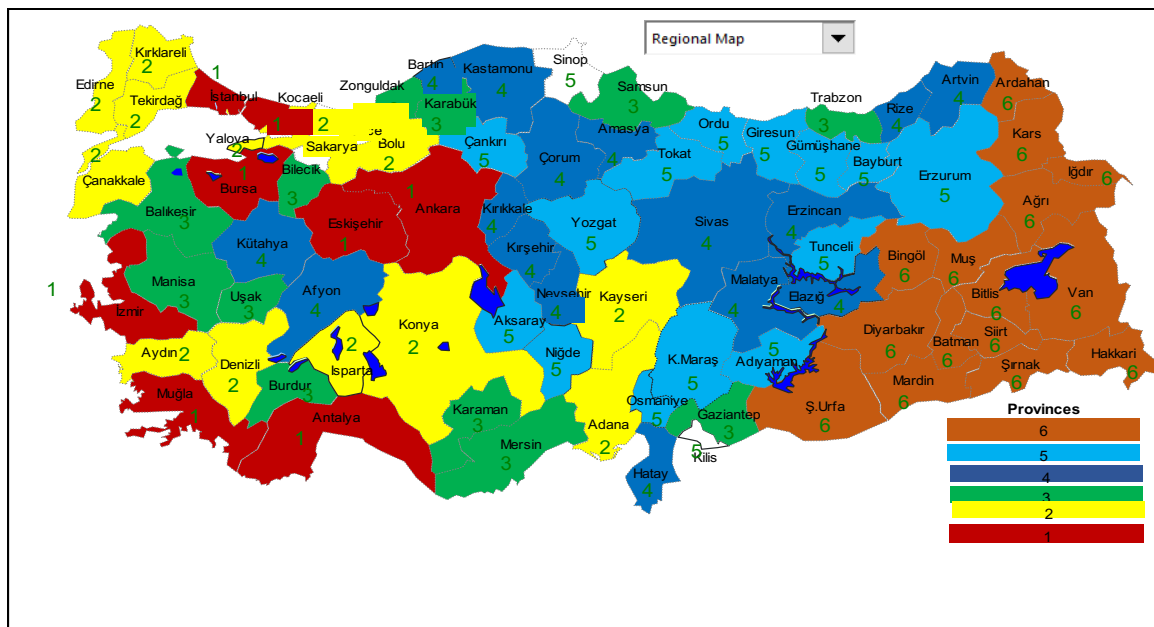 Regional Map
Kırklareli
2
Edirne
2
Tekirdağ
2
2
Çanakkale
1
İstanbul
Kocaeli
1
2
Yalova
2
Sakarya
ce
Bolu
2
Zonguldak
Bartın
4
Karabük
3
Kastamonu
4
Sinop
5
Samsun
3
Trabzon
3
Rize
4
Artvin
4
Ardahan
6
Kars
6
Iğdır
6
Ağrı
6
Erzurum
5
Bayburt
5
Gümüşhane
5
Giresun
5
Ordu
5
Tokat
5
Amasya
4
Çorum
4
Çankırı
5
Ankara
1
Kırıkkale
4
Kırşehir
4
Yozgat
5
Sivas
4
Erzincan
4
Tunceli
5
Bingöl
6
Muş
6
Bitlis
6
Van
6
Hakkari
6
Şırnak
6
Siirt
6
Batman
6
Diyarbakır
6
Mardin
6
Ş.Urfa
6
Adıyaman
5
Malatya
4
Elazığ
4
K.Maraş
5
Gaziantep
3
Kilis
5
Osmaniye
5
Hatay
4
Adana
2
Kayseri
2
Nevşehir
4
Niğde
5
Aksaray
5
Konya
2
Karaman
3
Mersin
3
Antalya
1
Isparta
2
Burdur
3
Denizli
2
Muğla
1
Aydın
2
İzmir
1
Manisa
3
Uşak
3
Afyon
4
Kütahya
4
Eskişehir
1
Bilecik
3
Bursa
1
Balıkeşir
3
Provinces
6
5
4
3
2
1